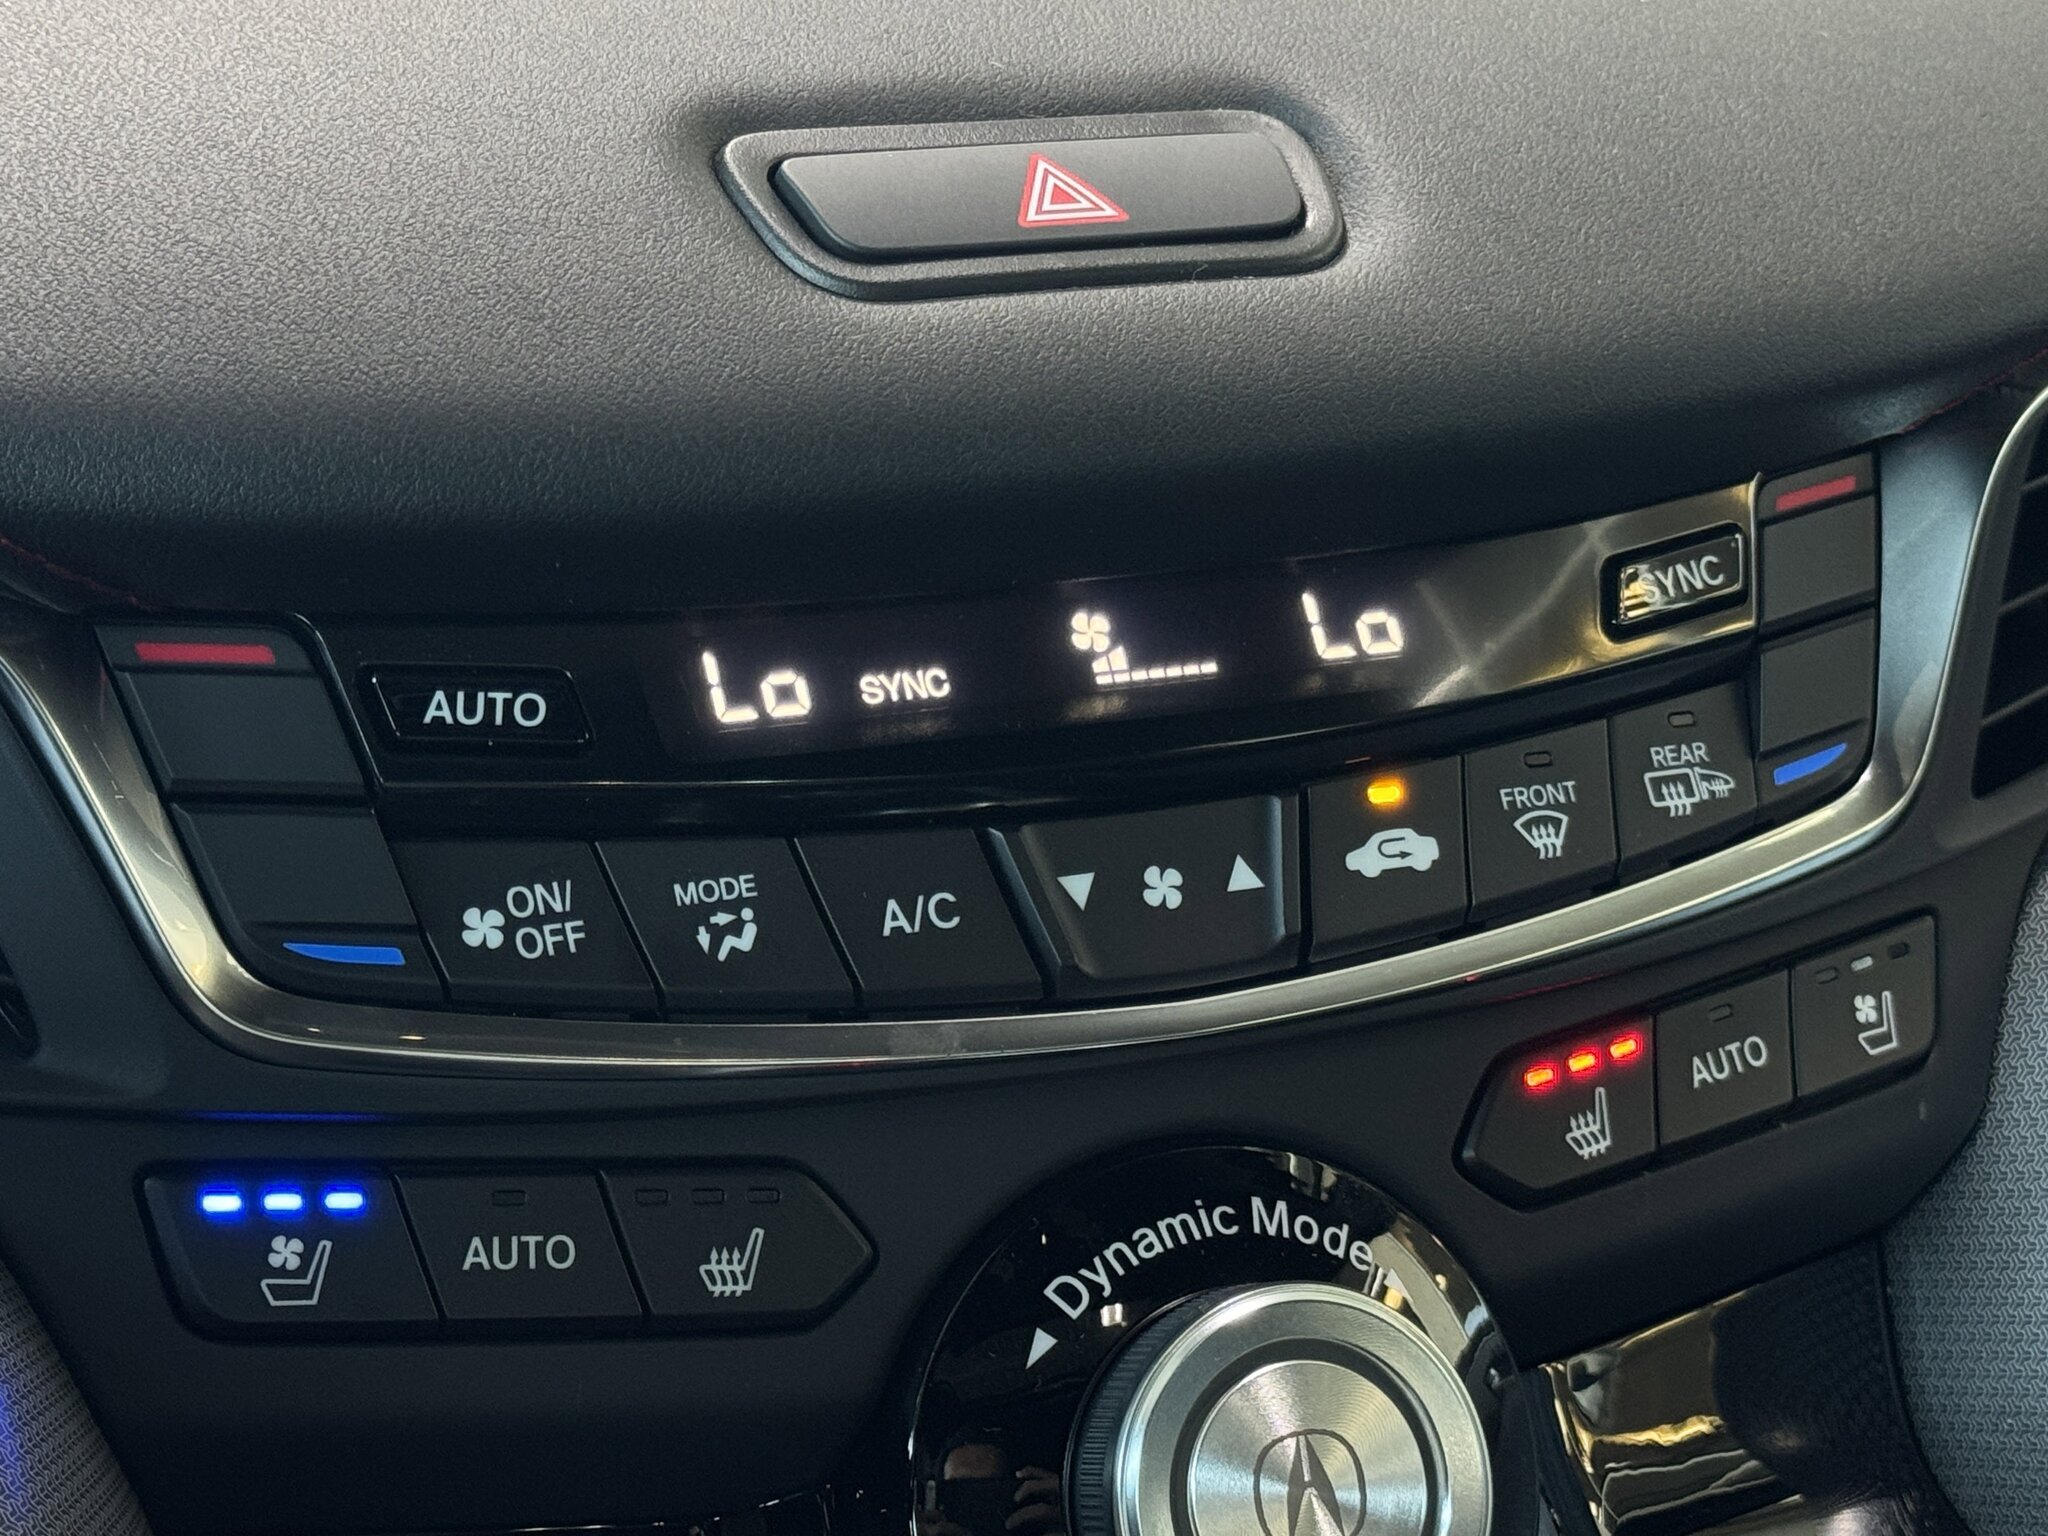 AUTO
Lo SYNC
Lo
SYNC
ON/
OFF
MODE
A/C
FRONT
REAR
AUTO
AUTO
Dynamic Mode